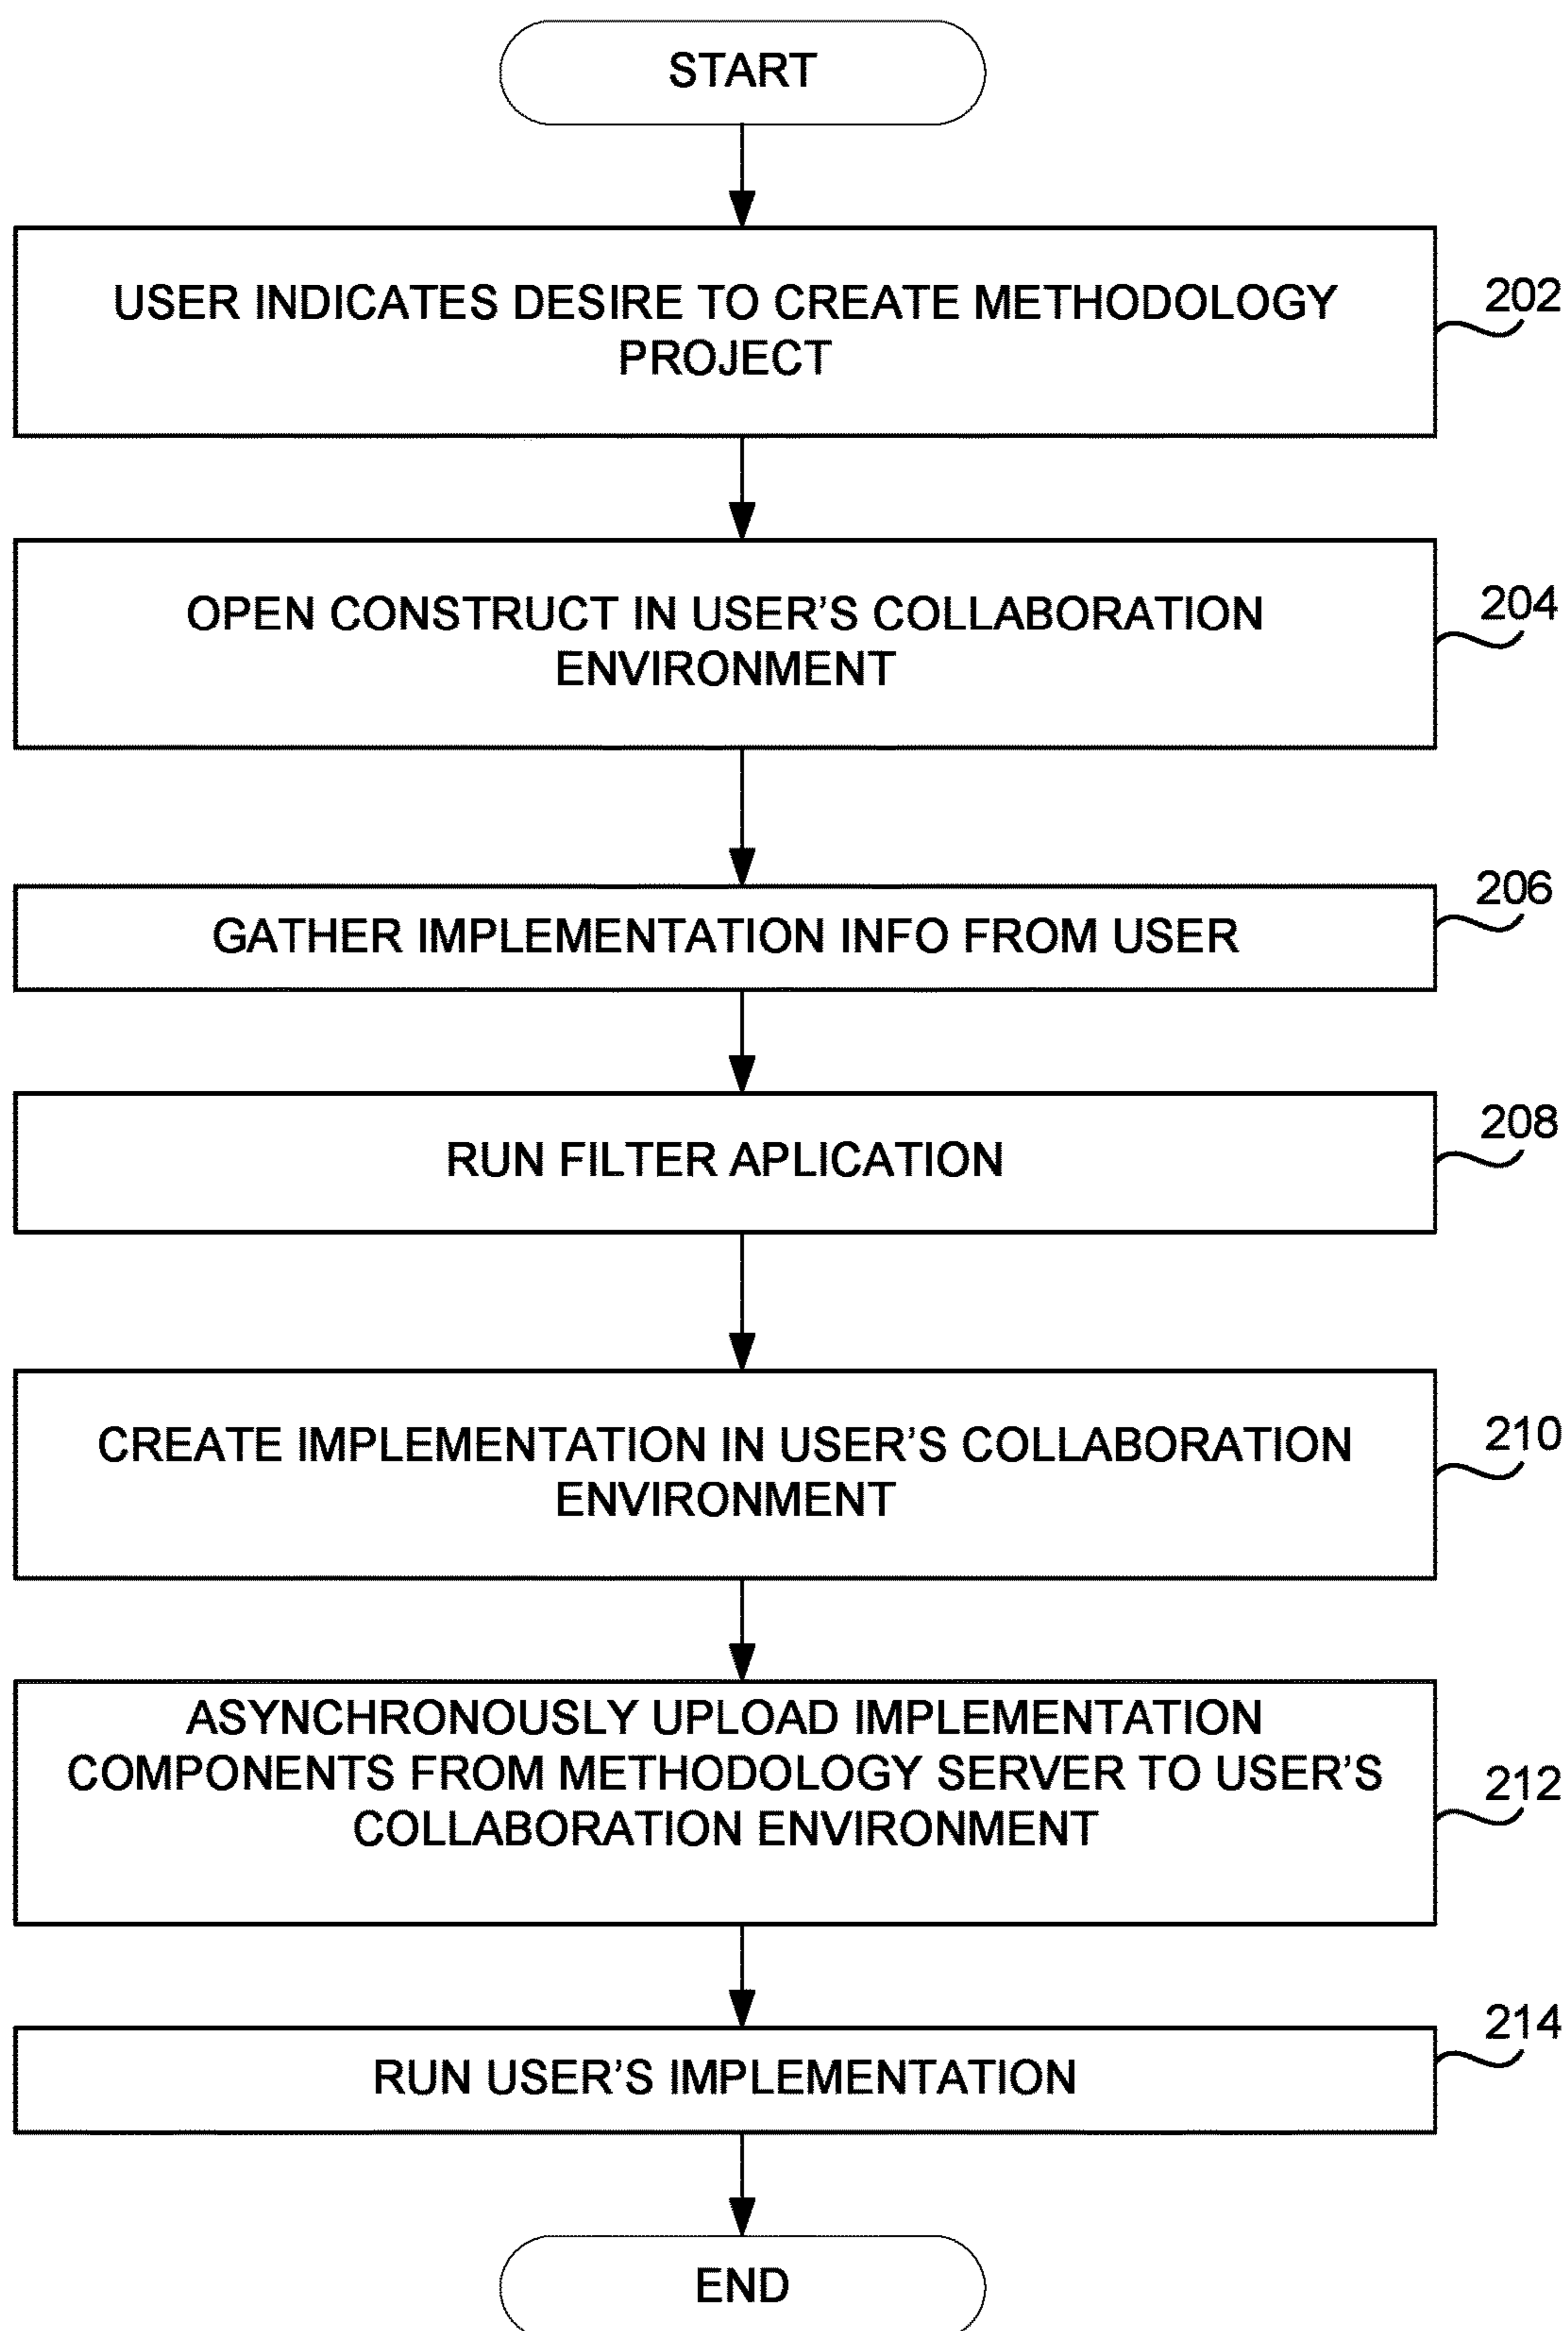 START
USER INDICATES DESIRE TO CREATE METHODOLOGY
PROJECT
202
OPEN CONSTRUCT IN USER’S COLLABORATION
ENVIRONMENT
204
GATHER IMPLEMENTATION INFO FROM USER
206
RUN FILTER APLICATION
208
CREATE IMPLEMENTATION IN USER’S COLLABORATION
ENVIRONMENT
210
ASYNCHRONOUSLY UPLOAD IMPLEMENTATION
COMPONENTS FROM METHODOLOGY SERVER TO USER’S
COLLABORATION ENVIRONMENT
212
RUN USER’S IMPLEMENTATION
214
END